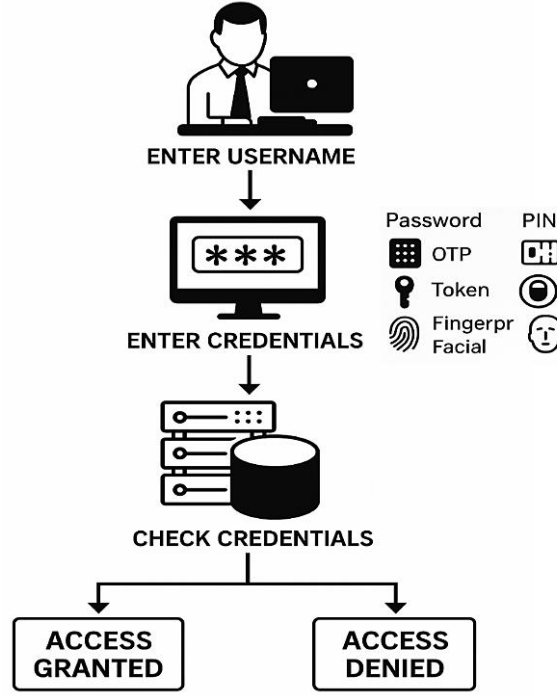 ENTER USERNAME
***
Password PIN
OTP
Token
Fingerpr
Facial
ENTER CREDENTIALS
CHECK CREDENTIALS
ACCESS
GRANTED
ACCESS
DENIED